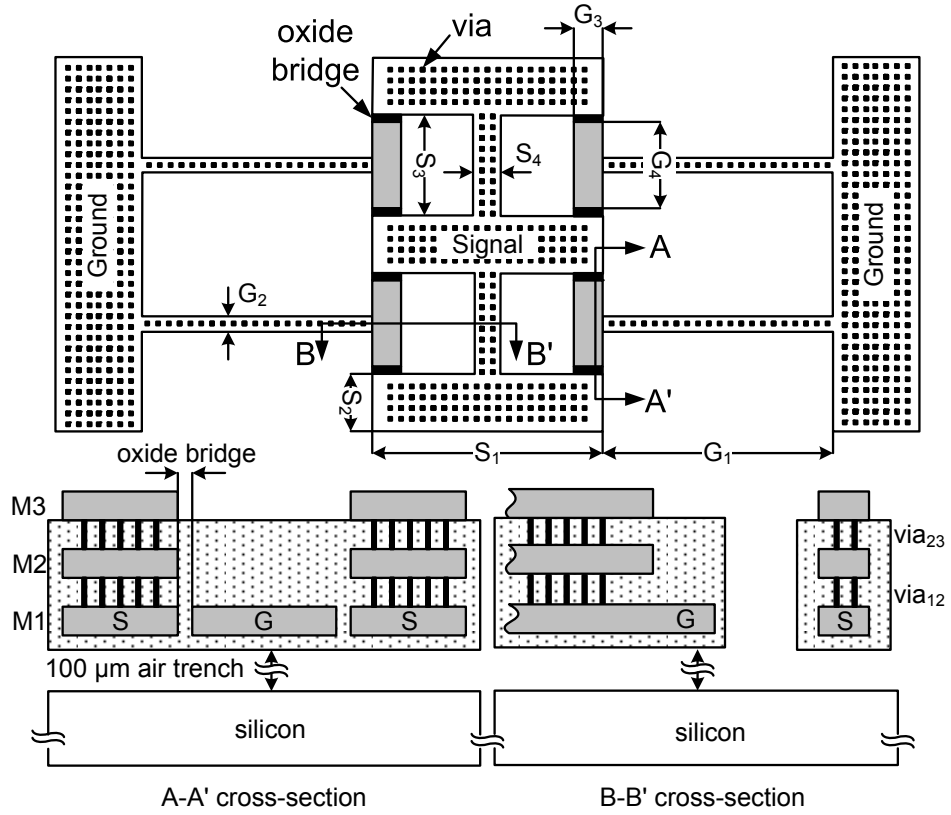 G3
oxide
bridge
via
S3
S4
G4
Ground
Signal
Ground
A
G2
B
B'
S2
A'
S1
G1
oxide bridge
M3
M2
M1
S
G
S
G
S
via23
via12
100 µm air trench
silicon
silicon
A-A' cross-section
B-B' cross-section